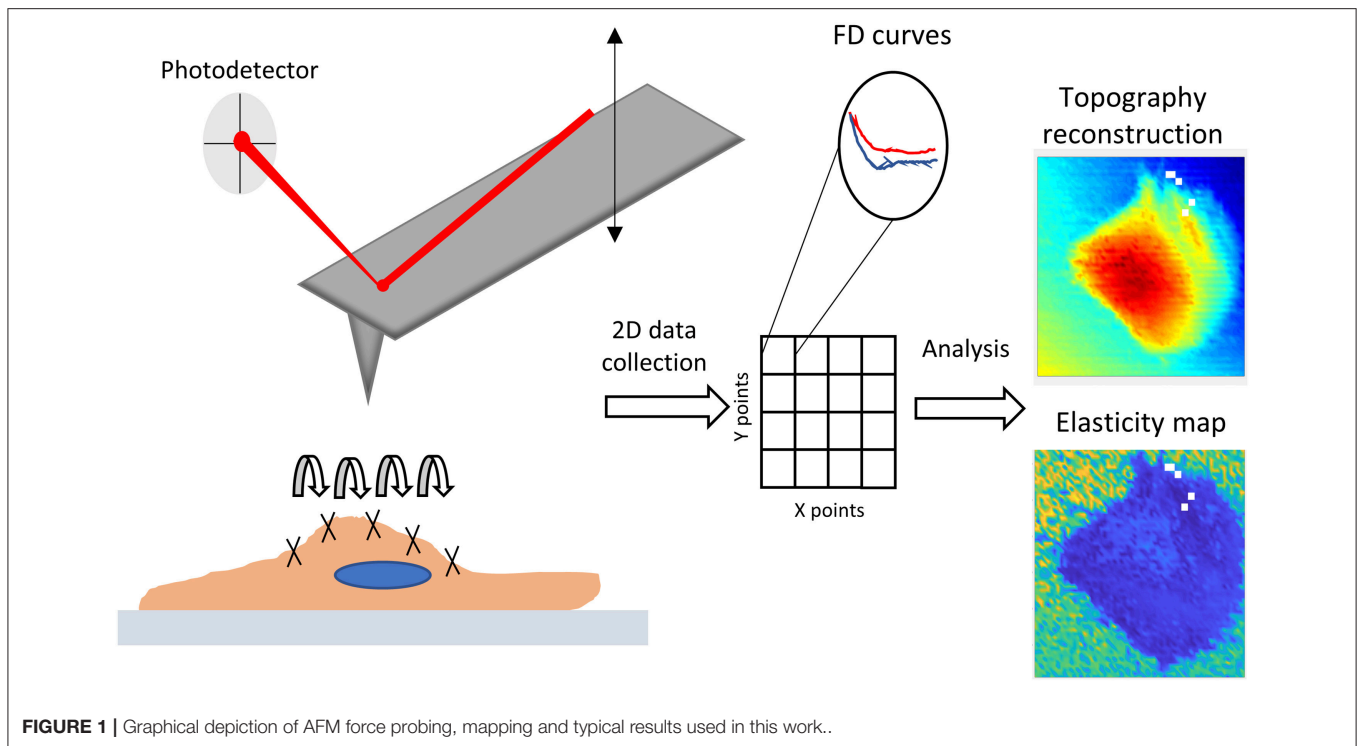 Photodetector
FD curves
Topography
reconstruction
2D data
collection
Y points
X points
Analysis
Elasticity map
FIGURE 1 | Graphical depiction of AFM force probing, mapping and typical results used in this work..